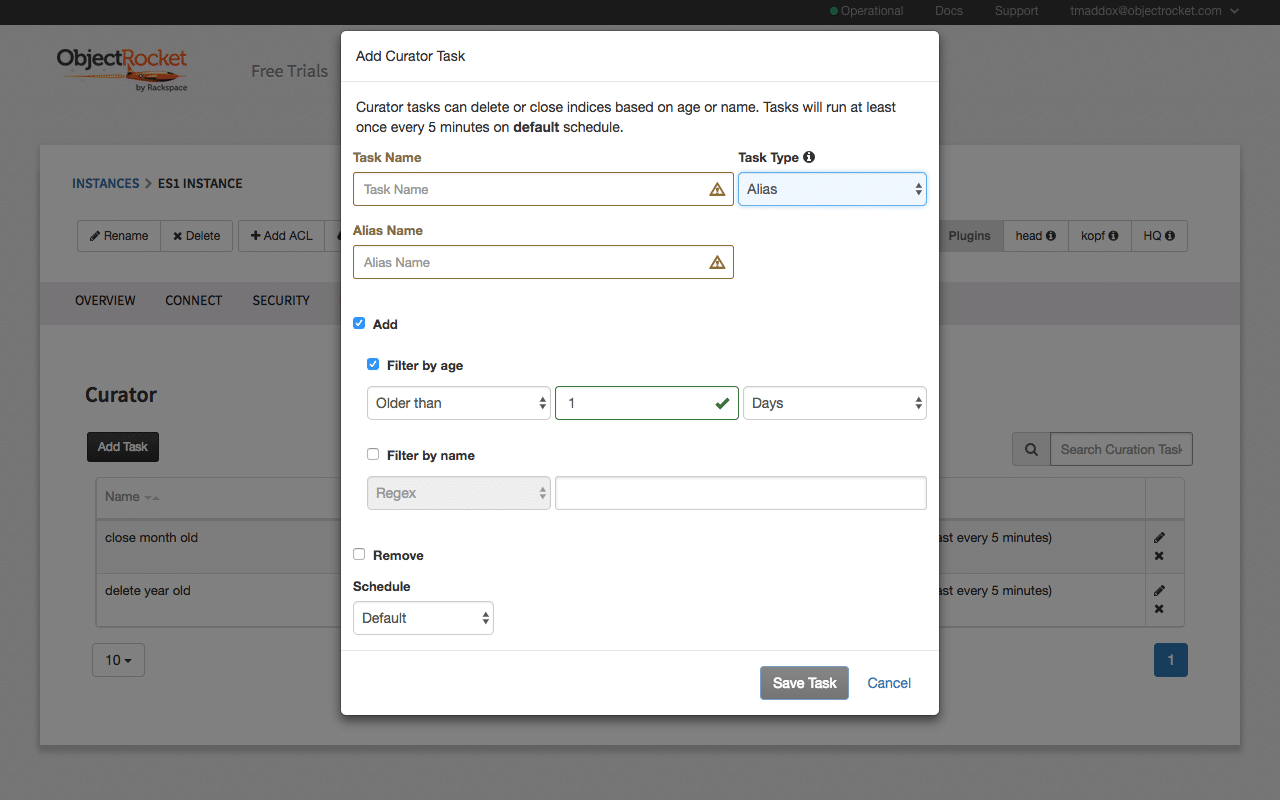 Operational Docs Support tmaddox@objectrocket.com
ObjectRocket
by Rackspace
Free Trials
Add Curator Task
Curator tasks can delete or close indices based on age or name. Tasks will run at least
once every 5 minutes on default schedule.
Task Name Task Type
Task Name Alias
INSTANCES > ES1 INSTANCE
Alias Name
Rename Delete Add ACL Plugins head kopf HQ
Alias Name
OVERVIEW CONNECT SECURITY
Add
Filter by age
Curator
Older than 1 Days
Add Task Search Curation Task
Filter by name
Name
Regex
close month old ast every 5 minutes)
Remove
delete year old ast every 5 minutes)
Schedule
Default
10 1
Save Task Cancel